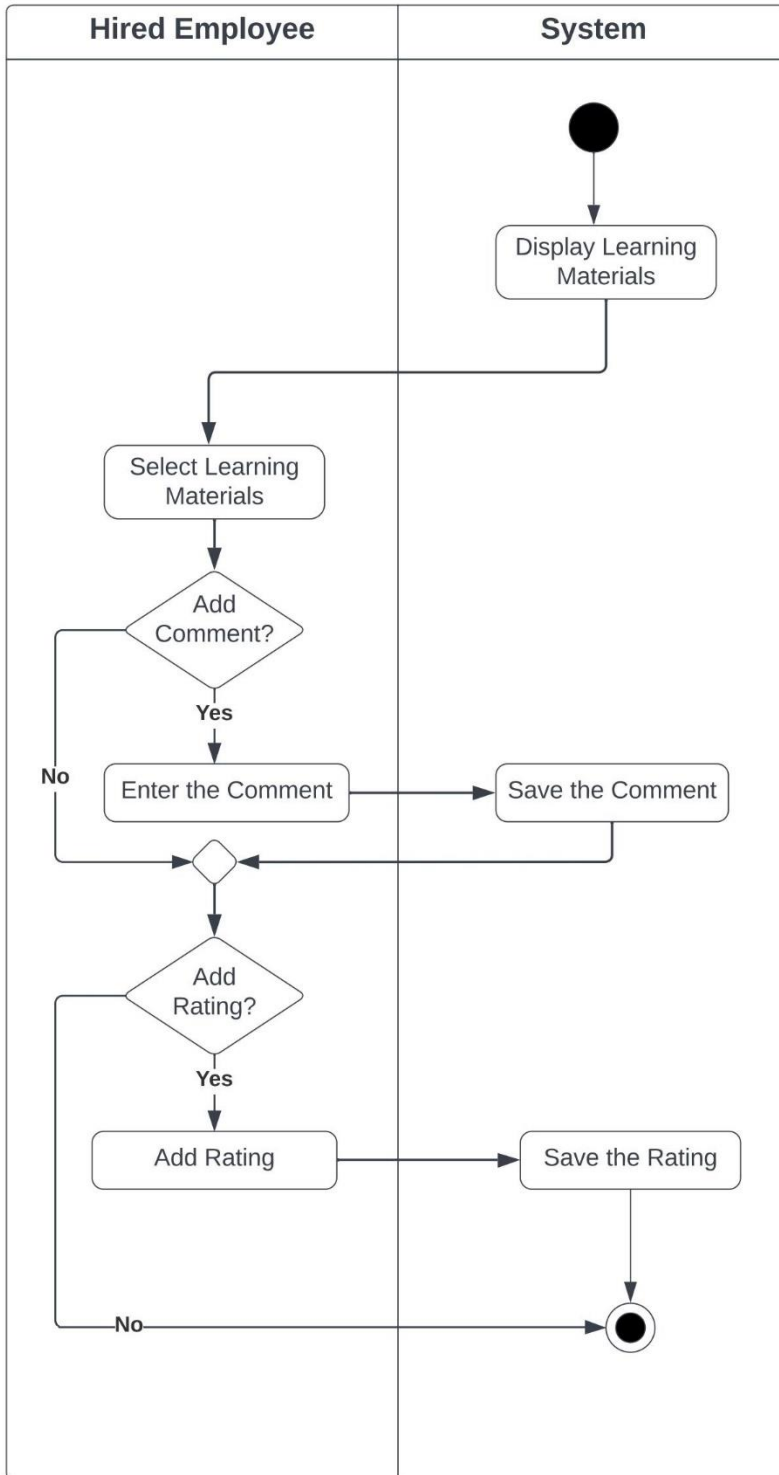 Hired Employee
System
Display Learning
Materials
Select Learning
Materials
Add
Comment?
Yes
No
Enter the Comment
Save the Comment
Add
Rating?
Yes
Add Rating
Save the Rating
No